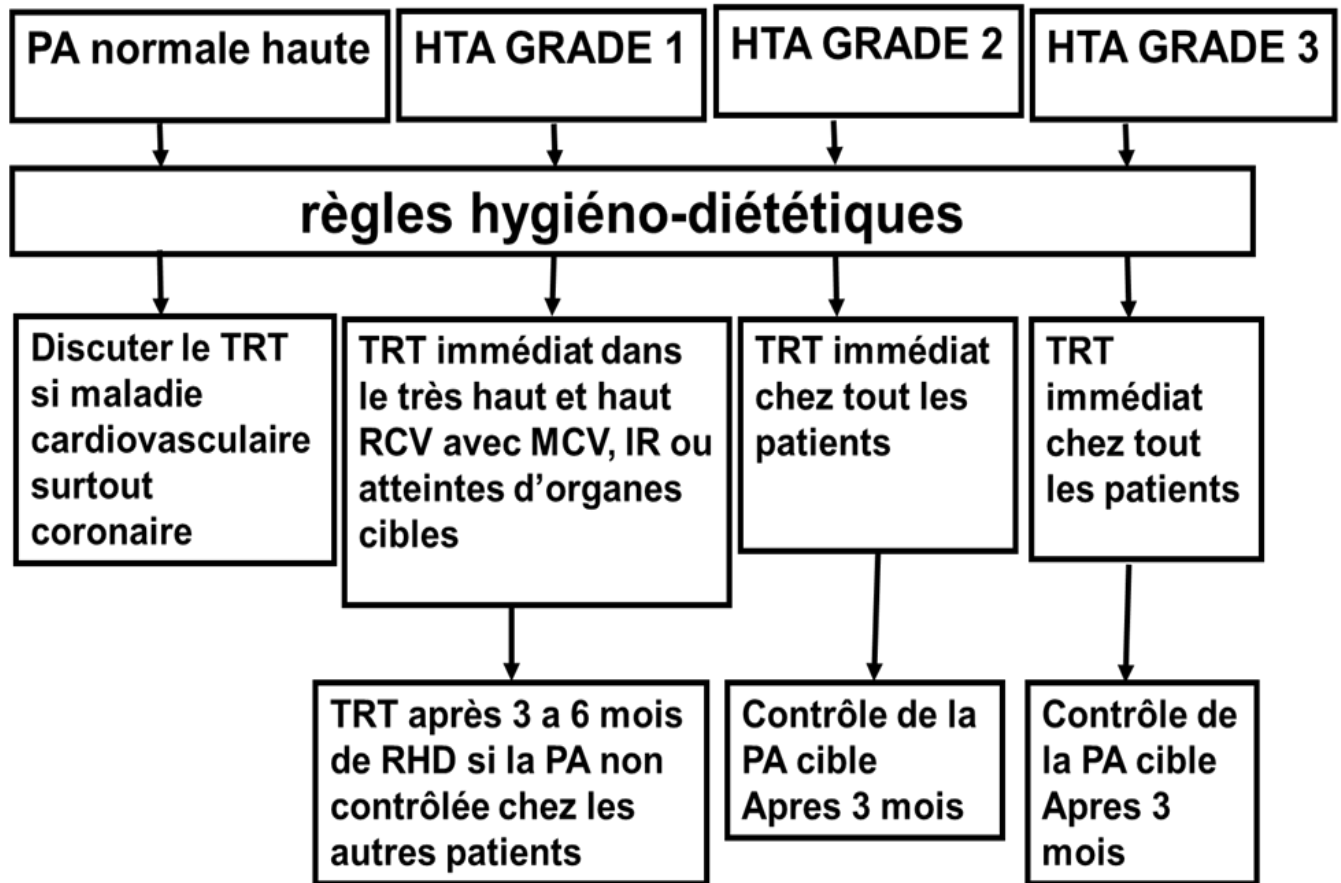 PA normale haute
HTA GRADE 1
HTA GRADE 2
HTA GRADE 3
règles hygiéno-diététiques
Discuter le TRT
si maladie
cardiovasculaire
surtout
coronaire
TRT immédiat dans
le très haut et haut
RCV avec MCV, IR ou
atteintes d'organes
cibles
TRT immédiat
chez tout les
patients
TRT
immédiat
chez tout
les patients
TRT après 3 a 6 mois
de RHD si la PA non
contrôlée chez les
autres patients
Contrôle de la
PA cible
Apres 3 mois
Contrôle de
la PA cible
Apres 3
mois